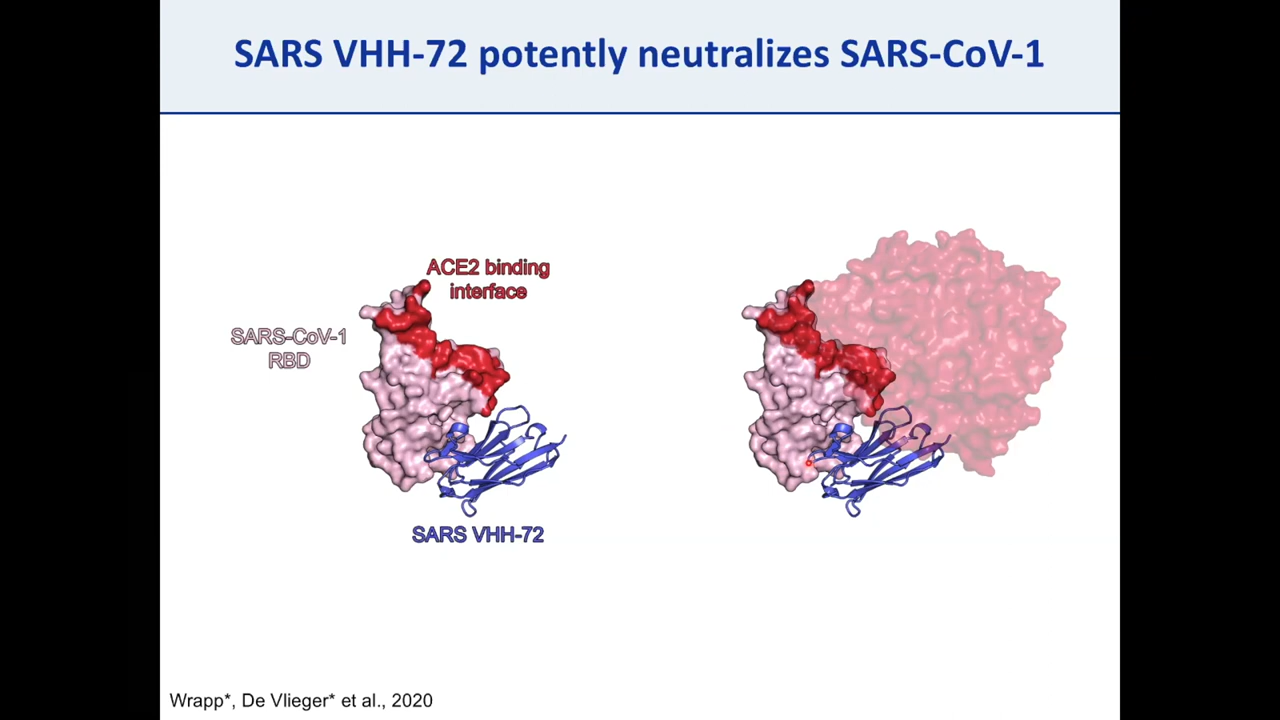 SARS VHH-72 potently neutralizes SARS-CoV-1
ACE2 binding
interface
SARS-CoV-1
RBD
SARS VHH-72
Wrapp*, De Vlieger* et al., 2020